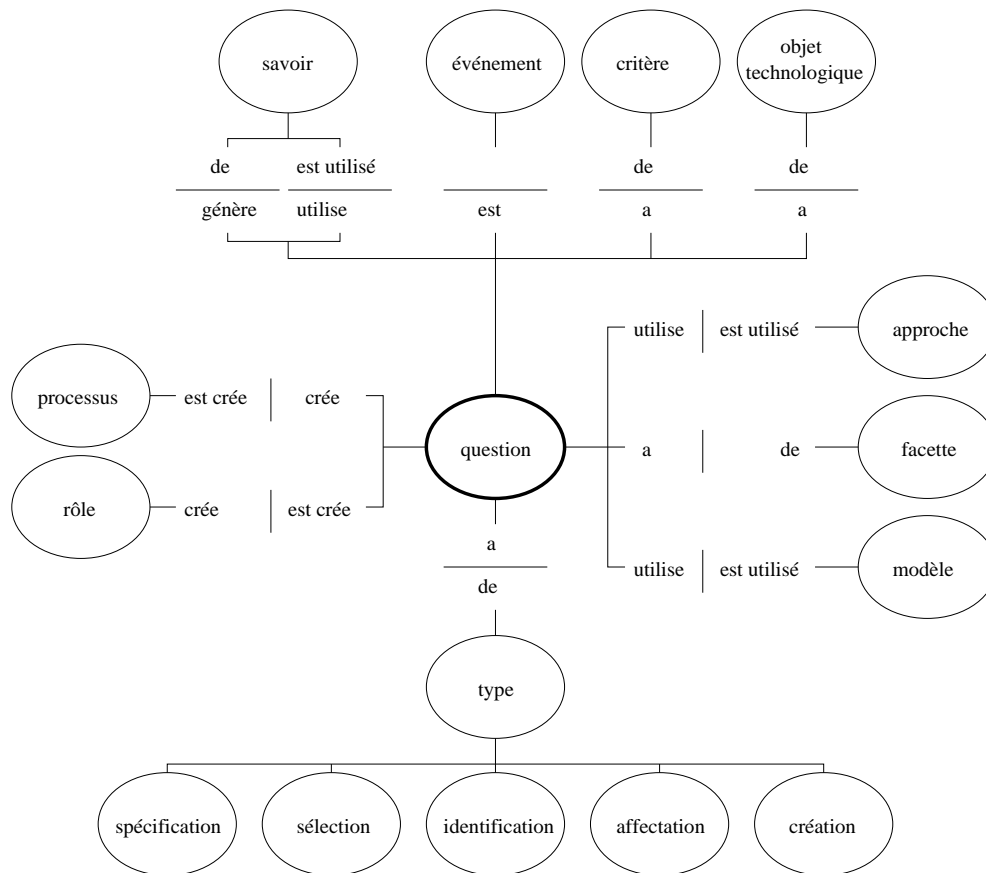 savoir
événement
critère
objet
technologique
de
est utilisé
de
de
génère
utilise
est
a
a
utilise
est utilisé
approche
processus
est crée
crée
question
a
de
facette
rôle
crée
est crée
a
utilise
est utilisé
modèle
de
type
spécification
sélection
identification
affectation
création